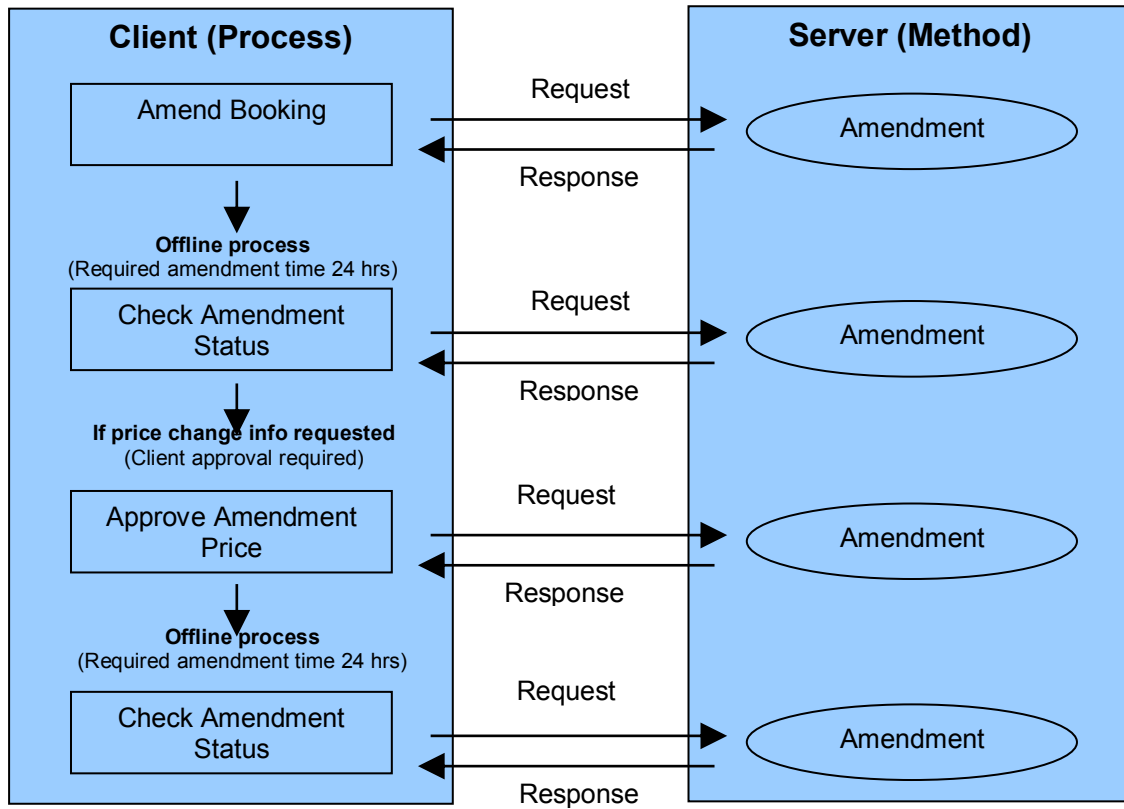 Client (Process)
Server (Method)
Amend Booking
Request
Response
Amendment
Offline process
(Required amendment time 24 hrs)
Check Amendment
Status
Request
Response
Amendment
If price change info requested
(Client approval required)
Approve Amendment
Price
Request
Response
Amendment
Offline process
(Required amendment time 24 hrs)
Check Amendment
Status
Request
Response
Amendment